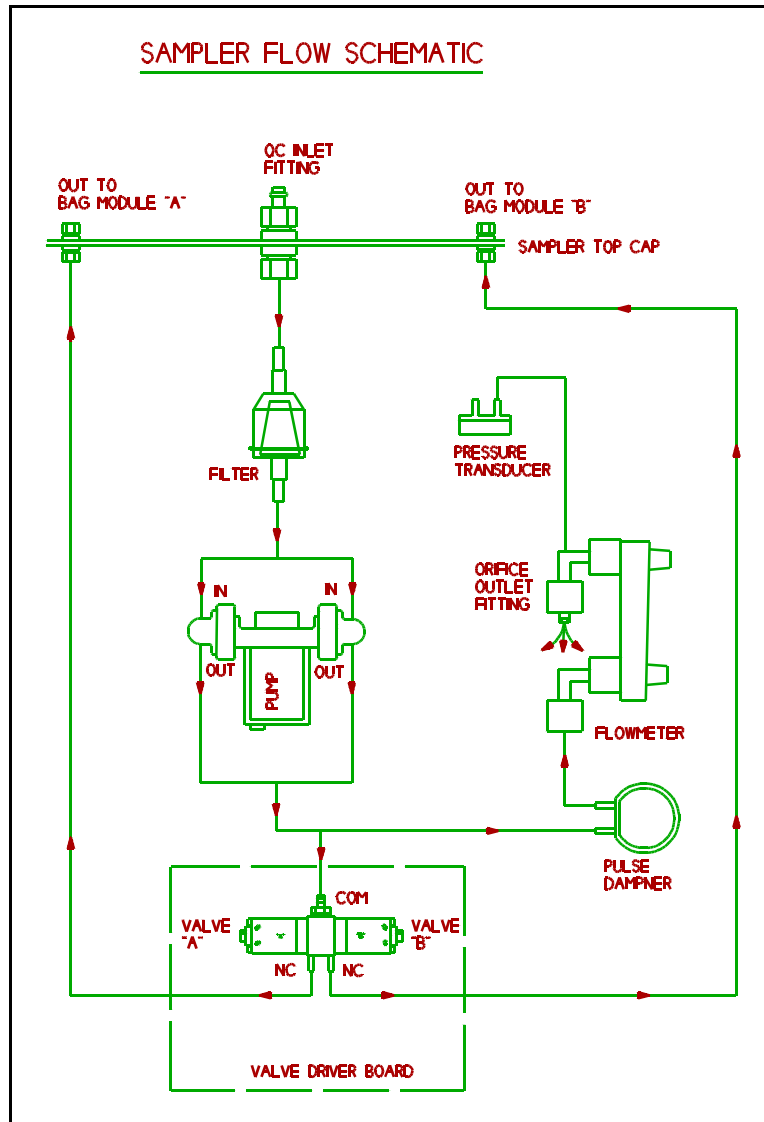 SAMPLER FLOW SCHEMATIC
QC INLET
FITTING
OUT TO
BAG MODULE "A"
OUT TO
BAG MODULE "B"
SAMPLER TOP CAP
FILTER
PRESSURE
TRANSDUCER
IN
IN
ORIFICE
OUTLET
FITTING
OUT
OUT
PUMP
FLOWMETER
PULSE
DAMPNER
COM
VALVE
"A"
VALVE
"B"
NC
NC
VALVE DRIVER BOARD